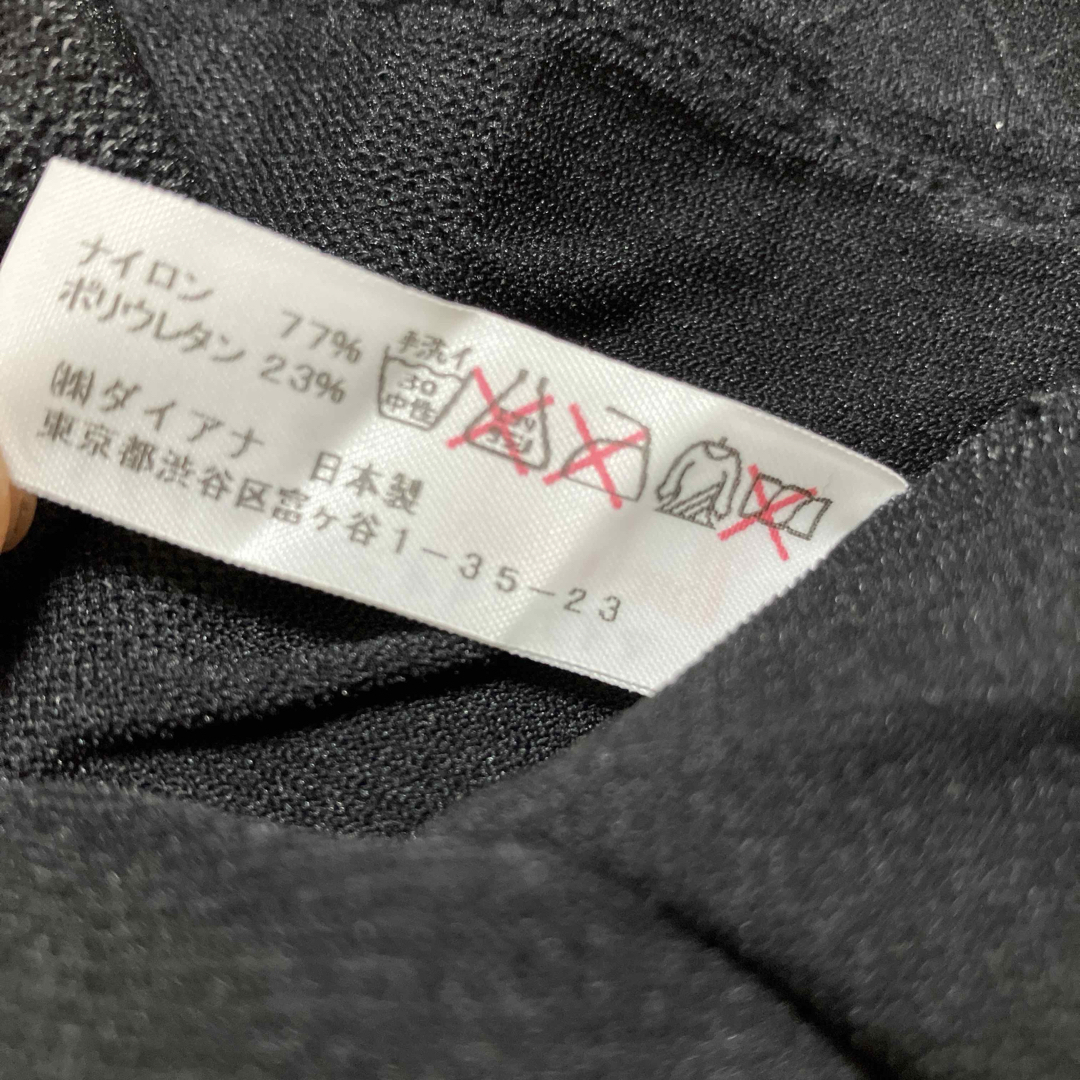 ナイロン 77%
ポリウレタン 23%
手洗イ
30
中性
㈱ダイアナ 日本製
東京都渋谷区富ヶ谷1-35-23